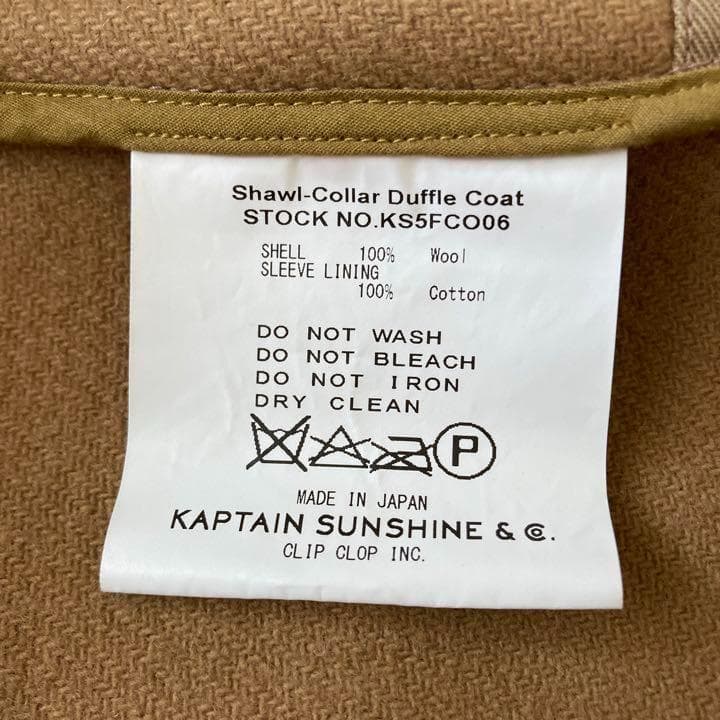 Shawl-Collar Duffle Coat
STOCK NO.KS5FCO06
SHELL 100% Wool
SLEEVE LINING
100% Cotton
DO NOT WASH
DO NOT BLEACH
DO NOT IRON
DRY CLEAN
P
MADE IN JAPAN
KAPTAIN SUNSHINE & Co.
CLIP CLOP INC.